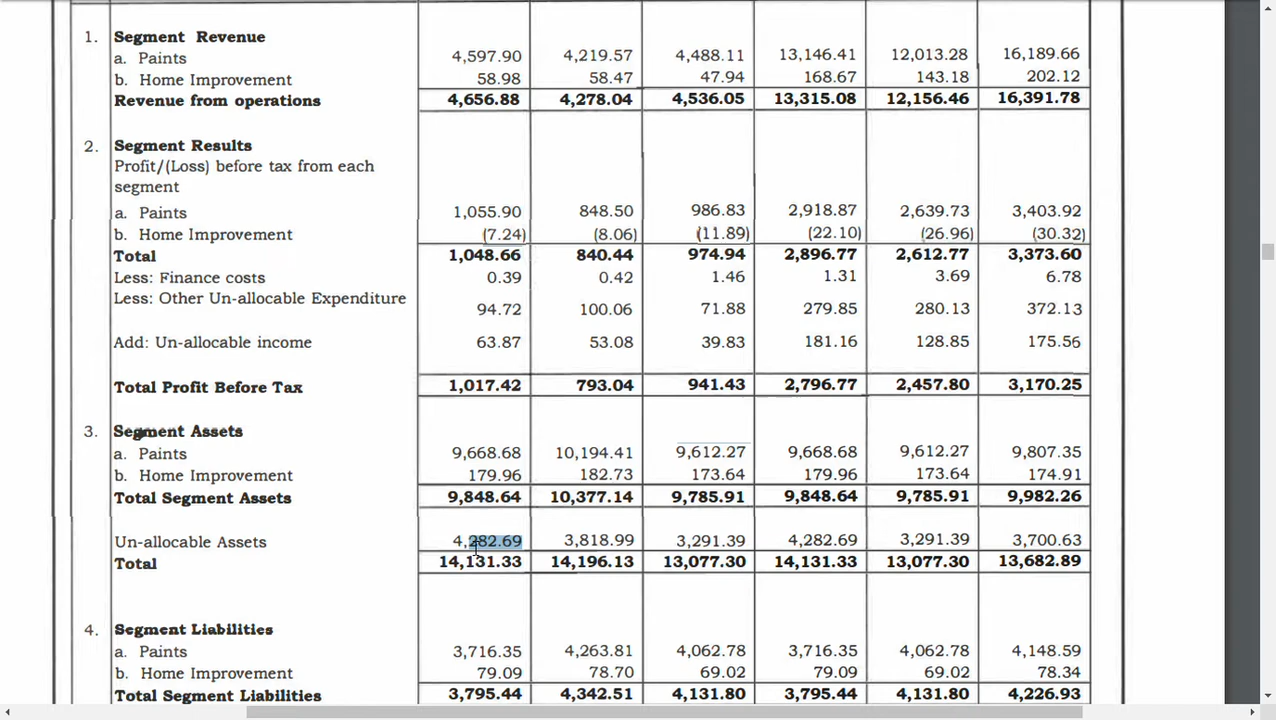 1. Segment Revenue
a. Paints 4,597.90 4,219.57 4,488.11 13,146.41 12,013.28 16,189.66
b. Home Improvement 58.98 58.47 47.94 168.67 143.18 202.12
Revenue from operations 4,656.88 4,278.04 4,536.05 13,315.08 12,156.46 16,391.78
2. Segment Results
Profit/(Loss) before tax from each
segment
a. Paints 1,055.90 848.50 986.83 2,918.87 2,639.73 3,403.92
b. Home Improvement (7.24) (8.06) (11.89) (22.10) (26.96) (30.32)
Total 1,048.66 840.44 974.94 2,896.77 2,612.77 3,373.60
Less: Finance costs 0.39 0.42 1.46 1.31 3.69 6.78
Less: Other Un-allocable Expenditure
94.72 100.06 71.88 279.85 280.13 372.13
Add: Un-allocable income 63.87 53.08 39.83 181.16 128.85 175.56
Total Profit Before Tax 1,017.42 793.04 941.43 2,796.77 2,457.80 3,170.25
3. Segment Assets
a. Paints 9,668.68 10,194.41 9,612.27 9,668.68 9,612.27 9,807.35
b. Home Improvement 179.96 182.73 173.64 179.96 173.64 174.91
Total Segment Assets 9,848.64 10,377.14 9,785.91 9,848.64 9,785.91 9,982.26
Un-allocable Assets 4,282.69 3,818.99 3,291.39 4,282.69 3,291.39 3,700.63
Total 14,131.33 14,196.13 13,077.30 14,131.33 13,077.30 13,682.89
4. Segment Liabilities
a. Paints 3,716.35 4,263.81 4,062.78 3,716.35 4,062.78 4,148.59
b. Home Improvement 79.09 78.70 69.02 79.09 69.02 78.34
Total Segment Liabilities 3,795.44 4,342.51 4,131.80 3,795.44 4,131.80 4,226.93